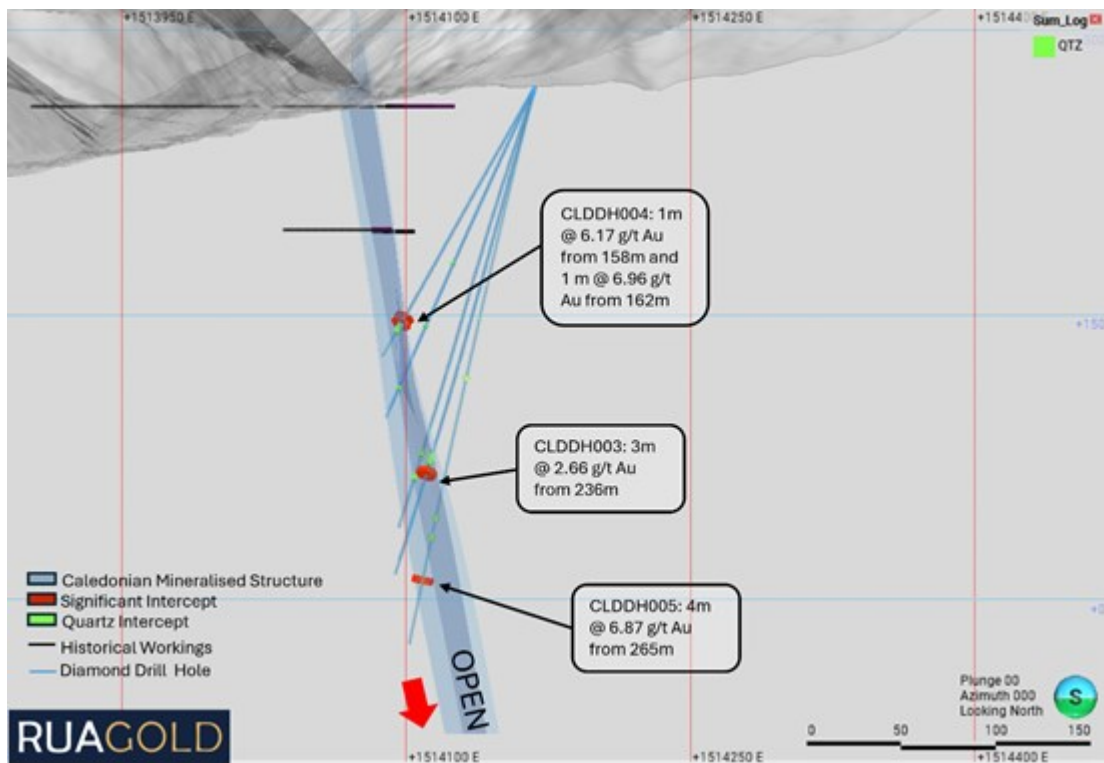 +1513950 E
+1514100 E
+1514250 E
Sum_Log
QTZ
CLDDH004: 1m
@ 6.17 g/t Au
from 158m and
1 m @ 6.96 g/t
Au from 162m
+150
CLDDH003: 3m
@ 2.66 g/t Au
from 236m
CLDDH005: 4m
@ 6.87 g/t Au
from 265m
+0
Caledonian Mineralised Structure
Significant Intercept
Quartz Intercept
Historical Workings
Diamond Drill Hole
OPEN
Plunge 00
Azimuth 000
Looking North
S
0 50 100 150
RUAGOLD
+1514100 E
+1514250 E
+1514400 E